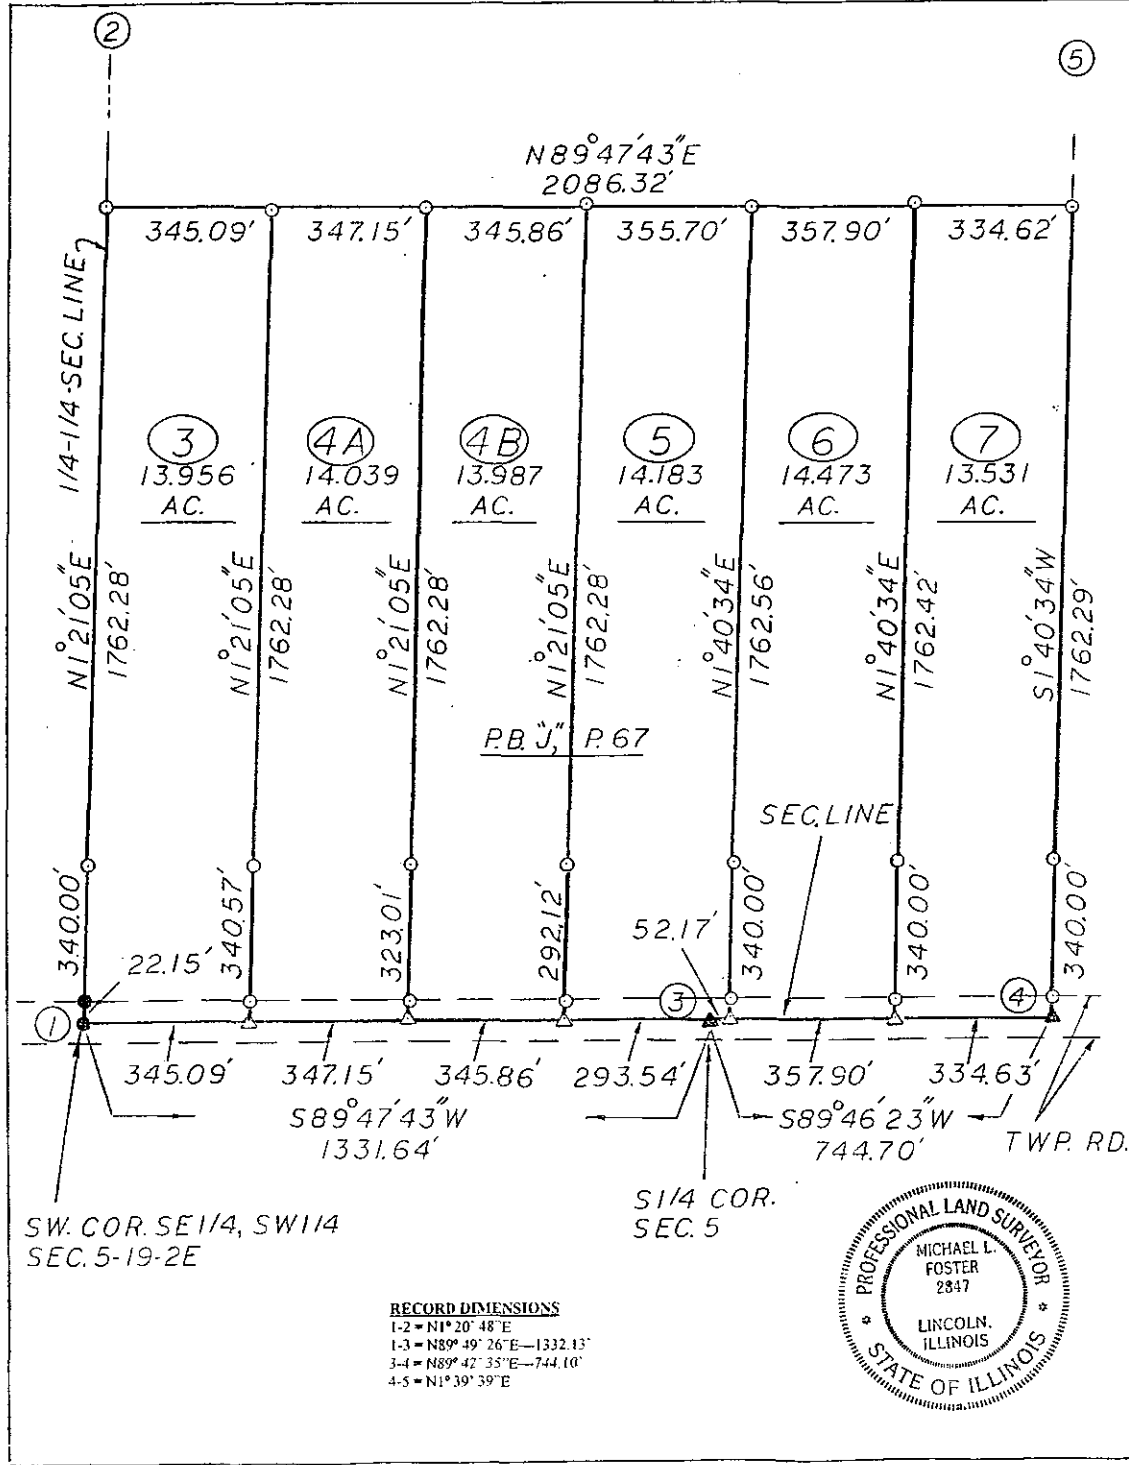 2
5
N89°47'43"E
2086.32'
345.09' 347.15' 345.86' 355.70' 357.90' 334.62'
1/4-1/4-SEC. LINE
3 4A 4B 5 6 7
13.956 14.039 13.987 14.183 14.473 13.531
AC. AC. AC. AC. AC. AC.
N1°21'05"E
1762.28'
N1°21'05"E
1762.28'
N1°21'05"E
1762.28'
N1°21'05"E
1762.28'
N1°40'34"E
1762.56'
N1°40'34"E
1762.42'
S1°40'34"W
1762.29'
P.B. "J", P. 67
SEC. LINE
340.00' 340.57' 323.01' 292.12' 340.00' 340.00' 340.00'
22.15' 52.17'
1 3 4
345.09' 347.15' 345.86' 293.54' 357.90' 334.63'
S89°47'43"W
1331.64'
S89°46'23"W
744.70'
TWP. RD.
SW. COR. SE1/4, SW1/4
SEC. 5-19-2E
S1/4 COR.
SEC. 5
RECORD DIMENSIONS
1-2 = N1° 20' 48"E
1-3 = N89° 49' 26"E—1332.13'
3-4 = N89° 42' 35"E—744.10'
4-5 = N1° 39' 39"E
PROFESSIONAL LAND SURVEYOR
MICHAEL L.
FOSTER
2847
LINCOLN,
ILLINOIS
STATE OF ILLINOIS